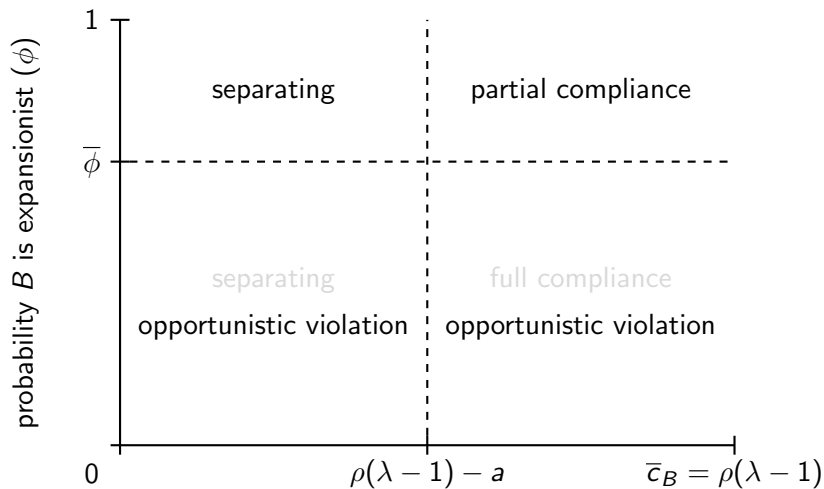 1
separating
partial compliance
probability B is expansionist (ϕ)
ϕ̅
separating
full compliance
opportunistic violation
opportunistic violation
0
ρ(λ − 1) − a
c̅_B = ρ(λ − 1)